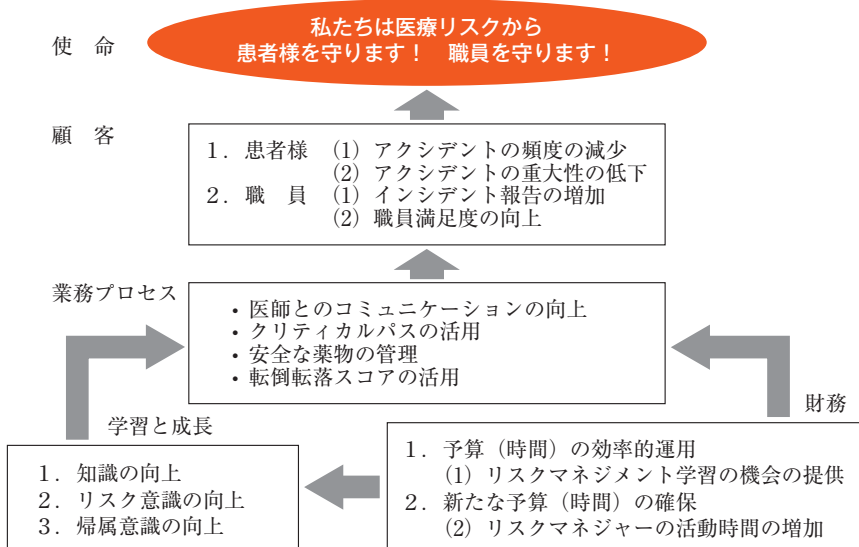 使　命
私たちは医療リスクから
患者様を守ります！　職員を守ります！
顧　客
１．患者様　(1) アクシデントの頻度の減少
(2) アクシデントの重大性の低下
２．職　員　(1) インシデント報告の増加
(2) 職員満足度の向上
業務プロセス
・医師とのコミュニケーションの向上
・クリティカルパスの活用
・安全な薬物の管理
・転倒転落スコアの活用
学習と成長
１．知識の向上
２．リスク意識の向上
３．帰属意識の向上
財務
１．予算（時間）の効率的運用
(1) リスクマネジメント学習の機会の提供
２．新たな予算（時間）の確保
(2) リスクマネジャーの活動時間の増加